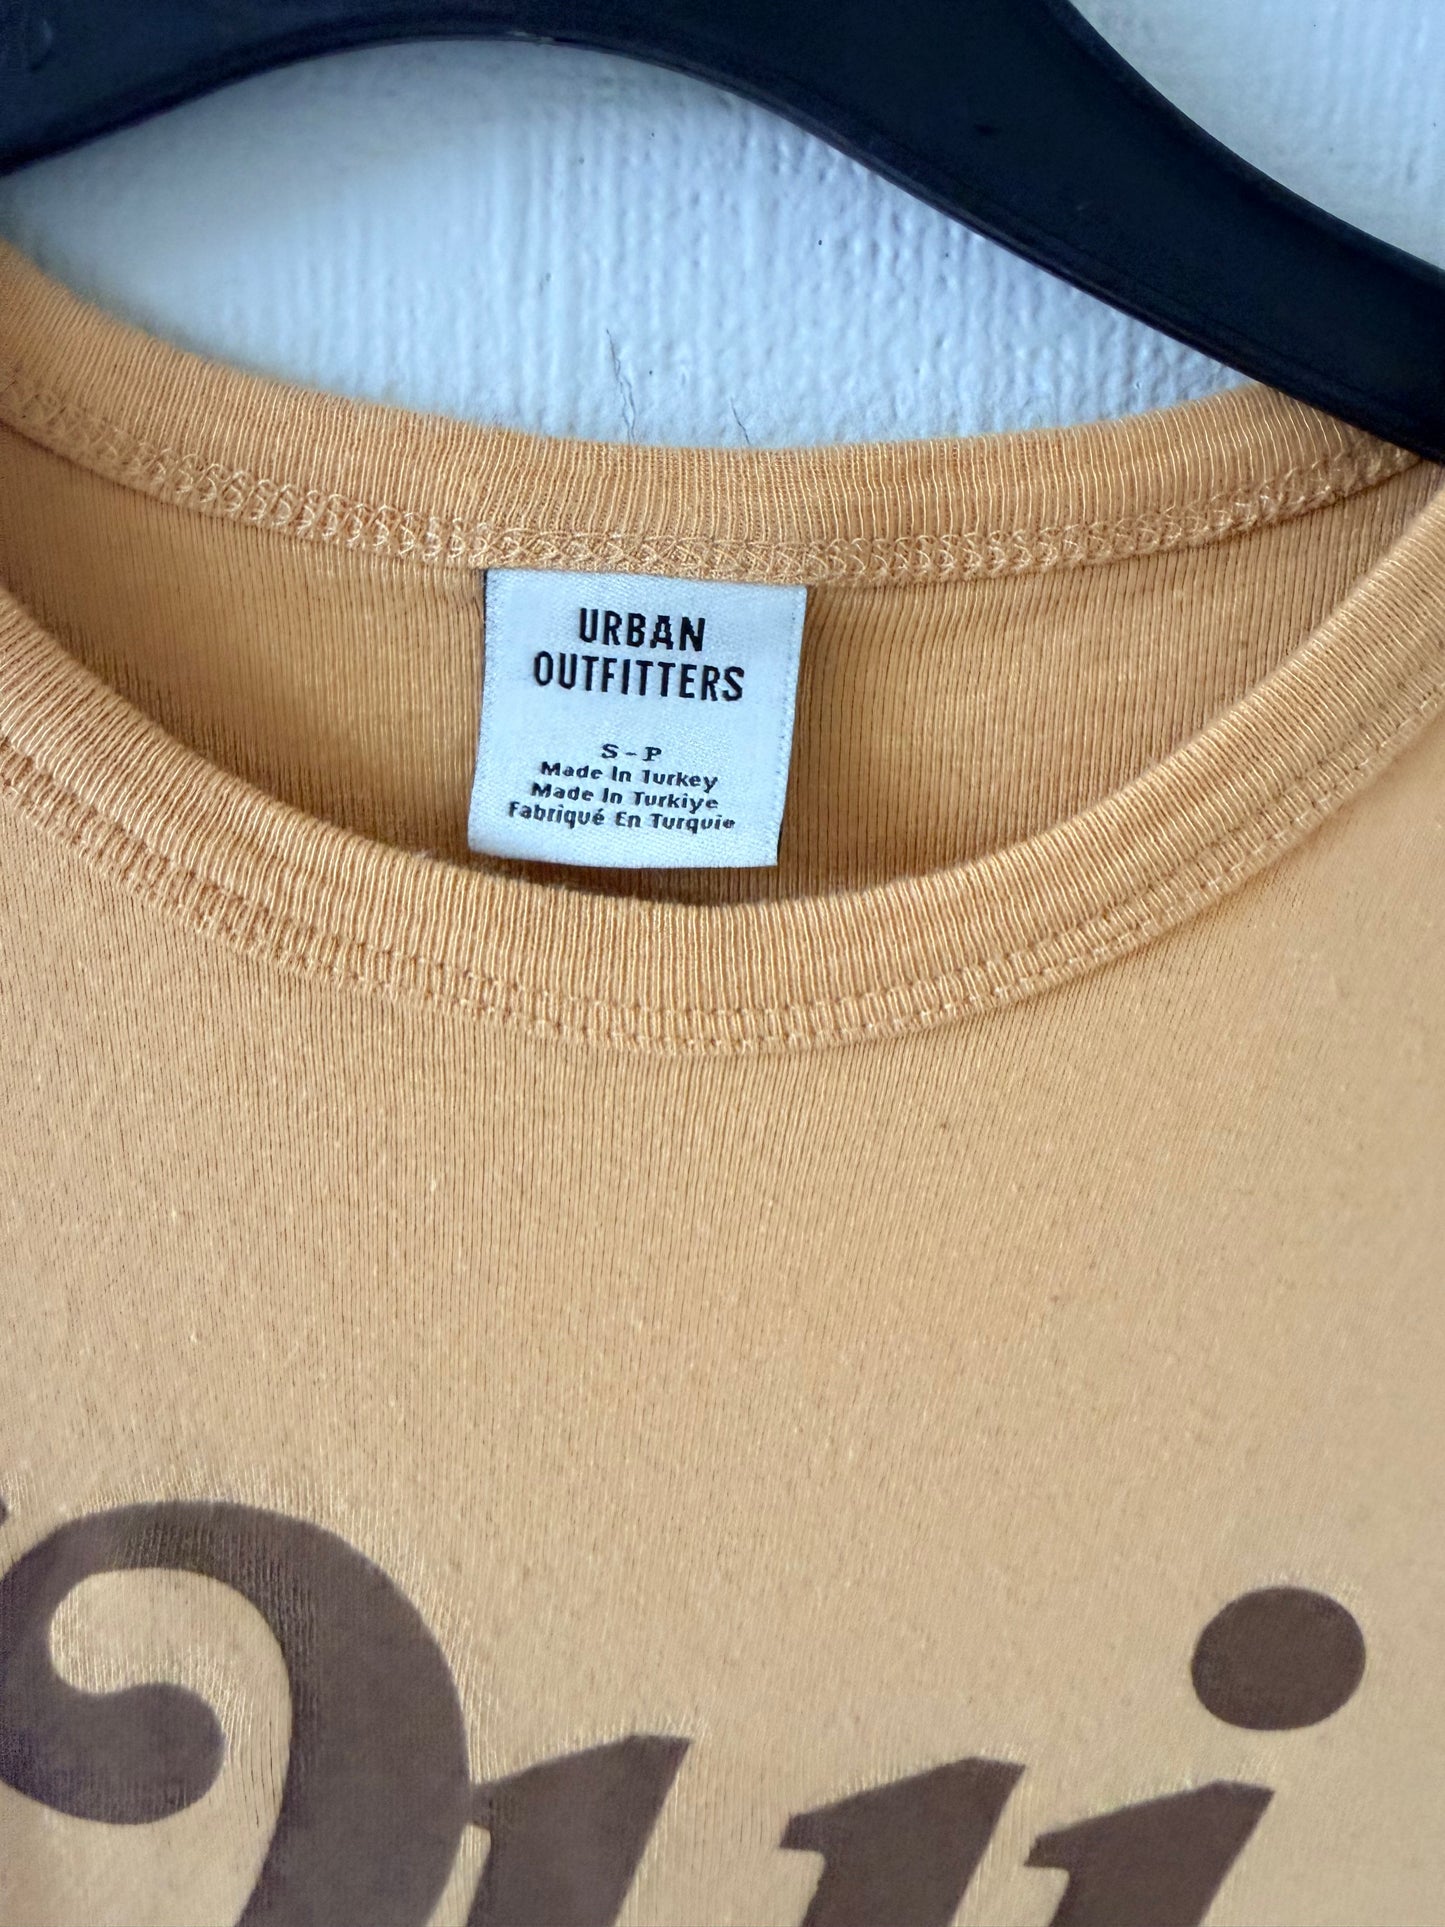 URBAN
OUTFITTERS
S - P
Made In Turkey
Made In Turkiye
Fabriqué En Turquie